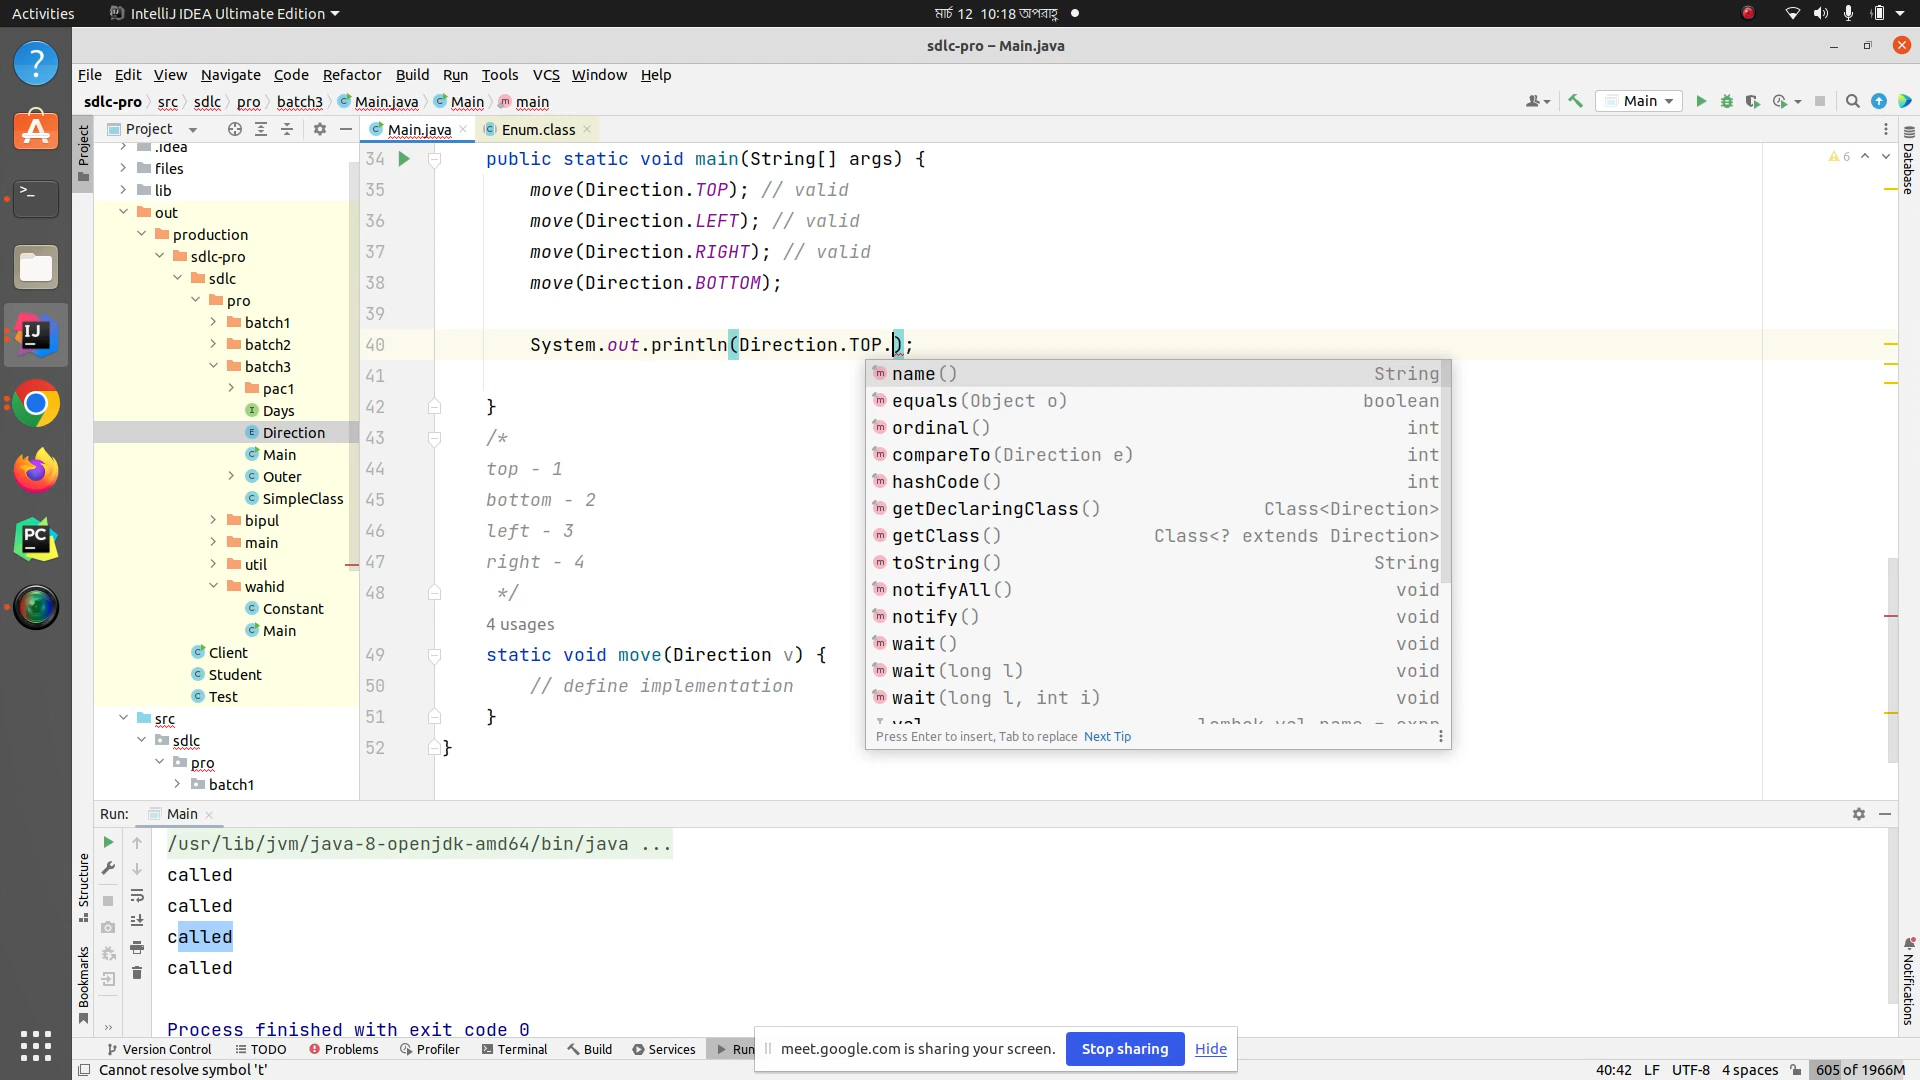 Activities IntelliJ IDEA Ultimate Edition মার্চ 12 10:18 অপরাহ্ণ
sdlc-pro – Main.java
File Edit View Navigate Code Refactor Build Run Tools VCS Window Help
sdlc-pro src sdlc pro batch3 Main.java Main main Main
Project Main.java Enum.class
Project
.idea
files
lib
out
production
sdlc-pro
sdlc
pro
batch1
batch2
batch3
pac1
Days
Direction
Main
Outer
SimpleClass
bipul
main
util
wahid
Constant
Main
Client
Student
Test
src
sdlc
pro
batch1
34 public static void main(String[] args) {
35 move(Direction.TOP); // valid
36 move(Direction.LEFT); // valid
37 move(Direction.RIGHT); // valid
38 move(Direction.BOTTOM);
39
40 System.out.println(Direction.TOP.);
41
42 }
43 /*
44 top - 1
45 bottom - 2
46 left - 3
47 right - 4
48 */
4 usages
49 static void move(Direction v) {
50 // define implementation
51 }
52 }
6
name() String
equals(Object o) boolean
ordinal() int
compareTo(Direction e) int
hashCode() int
getDeclaringClass() Class<Direction>
getClass() Class<? extends Direction>
toString() String
notifyAll() void
notify() void
wait() void
wait(long l) void
wait(long l, int i) void
Press Enter to insert, Tab to replace Next Tip
Database
Notifications
Structure
Bookmarks
Run: Main
/usr/lib/jvm/java-8-openjdk-amd64/bin/java ...
called
called
called
called
Process finished with exit code 0
Version Control TODO Problems Profiler Terminal Build Services Run
meet.google.com is sharing your screen. Stop sharing Hide
Cannot resolve symbol 't' 40:42 LF UTF-8 4 spaces 605 of 1966M